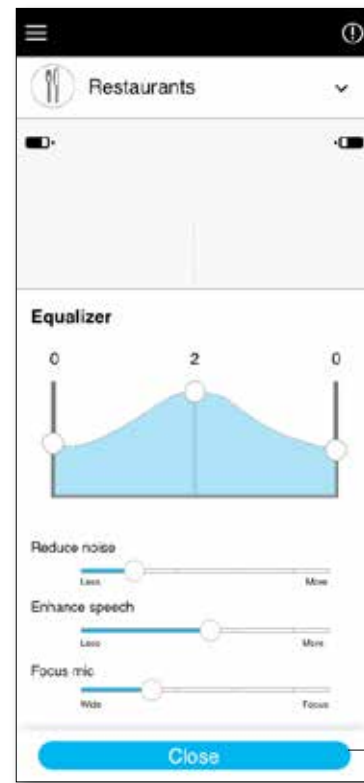 Restaurants
Equalizer
0 2 0
Reduce noise
Less More
Enhance speech
Less More
Focus mic
Wide Focus
Close